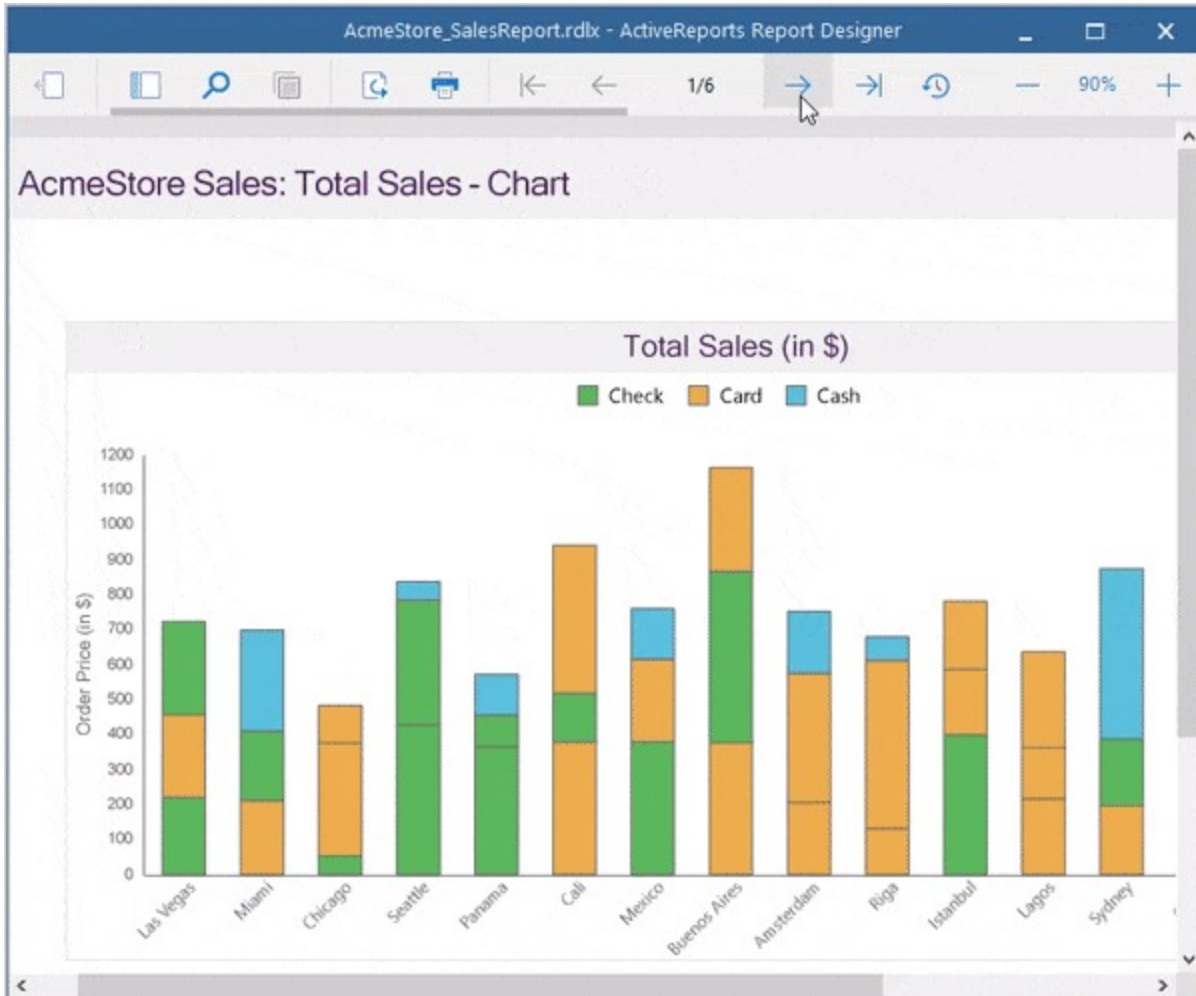 AcmeStore_SalesReport.rdlx - ActiveReports Report Designer
1/6
90%
AcmeStore Sales: Total Sales - Chart
Total Sales (in $)
Check Card Cash
Order Price (in $)
1200
1100
1000
900
800
700
600
500
400
300
200
100
0
Las Vegas Miami Chicago Seattle Panama Cali Mexico Buenos Aires Amsterdam Riga Istanbul Lagos Sydney